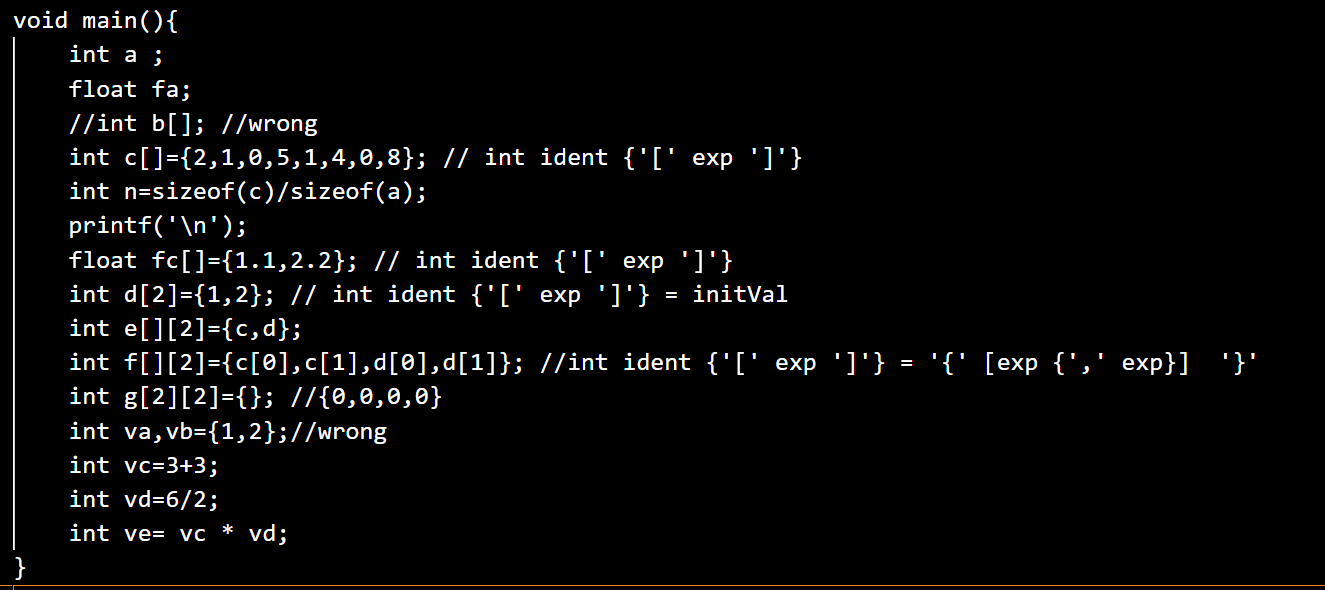 void main(){
    int a ;
    float fa;
    //int b[]; //wrong
    int c[]={2,1,0,5,1,4,0,8}; // int ident {'[' exp ']'}
    int n=sizeof(c)/sizeof(a);
    printf('\n');
    float fc[]={1.1,2.2}; // int ident {'[' exp ']'}
    int d[2]={1,2}; // int ident {'[' exp ']'} = initVal
    int e[][2]={c,d};
    int f[][2]={c[0],c[1],d[0],d[1]}; //int ident {'[' exp ']'} = '{' [exp {',' exp}]  '}'
    int g[2][2]={}; //{0,0,0,0}
    int va,vb={1,2};//wrong
    int vc=3+3;
    int vd=6/2;
    int ve= vc * vd;
}